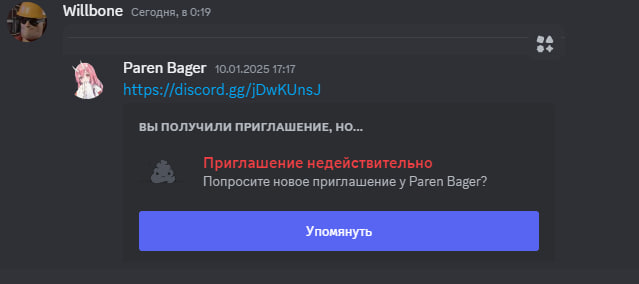 Willbone Сегодня, в 0:19
Paren Bager 10.01.2025 17:17
https://discord.gg/jDwKUnsJ
ВЫ ПОЛУЧИЛИ ПРИГЛАШЕНИЕ, НО...
Приглашение недействительно
Попросите новое приглашение у Paren Bager?
Упомянуть